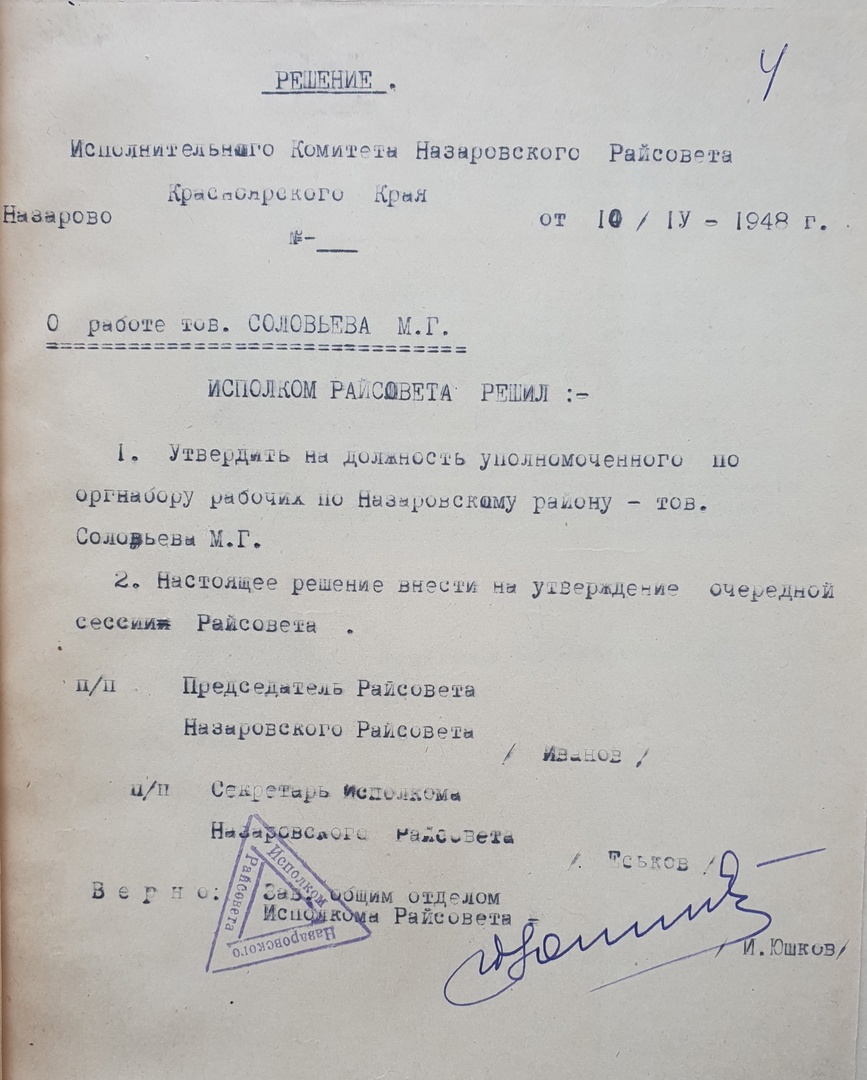 4
РЕШЕНИЕ .
Исполнительного Комитета Назаровского Райсовета
Красноярского Края
Назарово от 10 / IУ - 1948 г.
№-___
О работе тов. СОЛОВЬЕВА М.Г.
===============================
ИСПОЛКОМ РАЙСОВЕТА РЕШИЛ :-
1. Утвердить на должность уполномоченного по
оргнабору рабочих по Назаровскому району - тов.
Соловьева М.Г.
2. Настоящее решение внести на утверждение очередной
сессии Райсовета .
п/п Председатель Райсовета
Назаровского Райсовета
/ Иванов /
п/п Секретарь исполкома
Назаровского Райсовета
/ Еськов /
В е р н о: Зав. общим отделом
Исполкома Райсовета -
/ И.Юшков/
Исполком
Райсовета
Назаровского